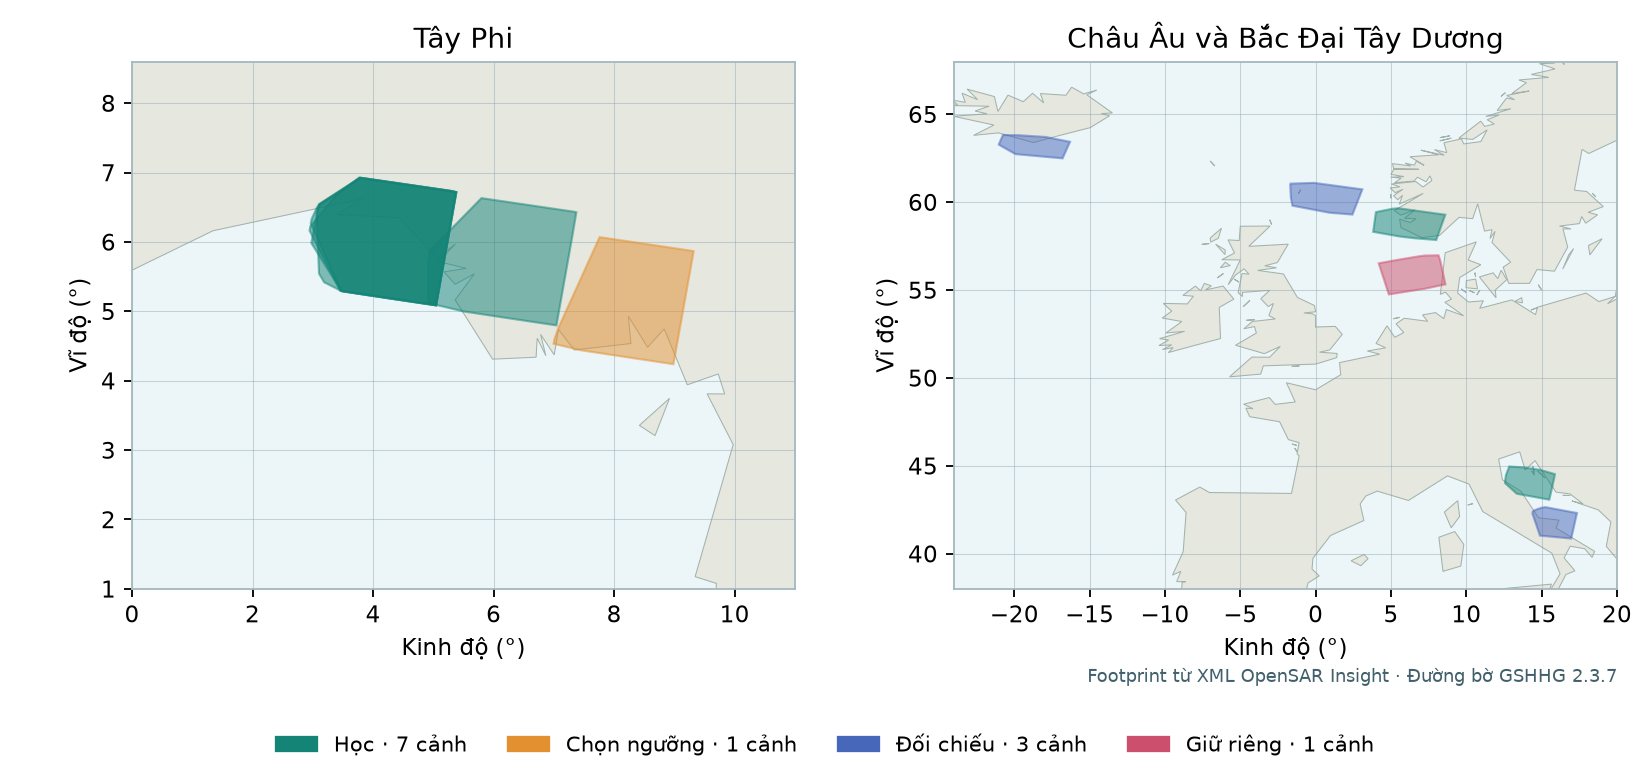 Tây Phi
Châu Âu và Bắc Đại Tây Dương
Vĩ độ (°)
8
7
6
5
4
3
2
1
0 2 4 6 8 10
Kinh độ (°)
Vĩ độ (°)
65
60
55
50
45
40
−20 −15 −10 −5 0 5 10 15 20
Kinh độ (°)
Footprint từ XML OpenSAR Insight · Đường bờ GSHHG 2.3.7
Học · 7 cảnh Chọn ngưỡng · 1 cảnh Đối chiếu · 3 cảnh Giữ riêng · 1 cảnh